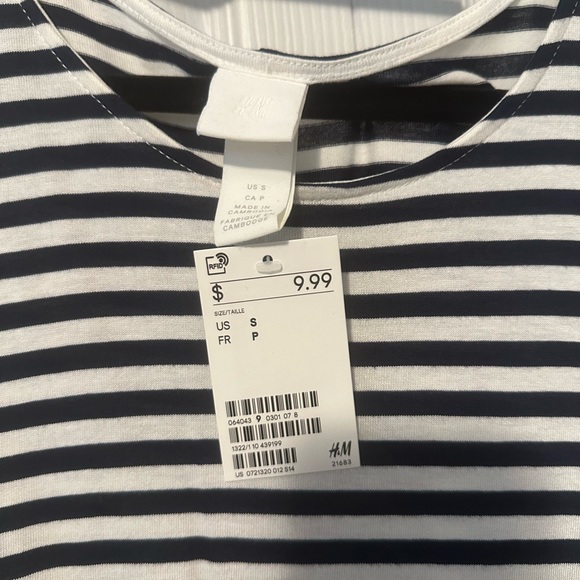 H&M
US S
CA P
MADE IN
CAMBODIA
FABRIQUÉ EN
CAMBODGE
RFID
$ 9.99
SIZE/TAILLE
US S
FR P
064043 9 0301 07 8
1322/1 10 439199
US 0721320 012 S14
H&M
21683